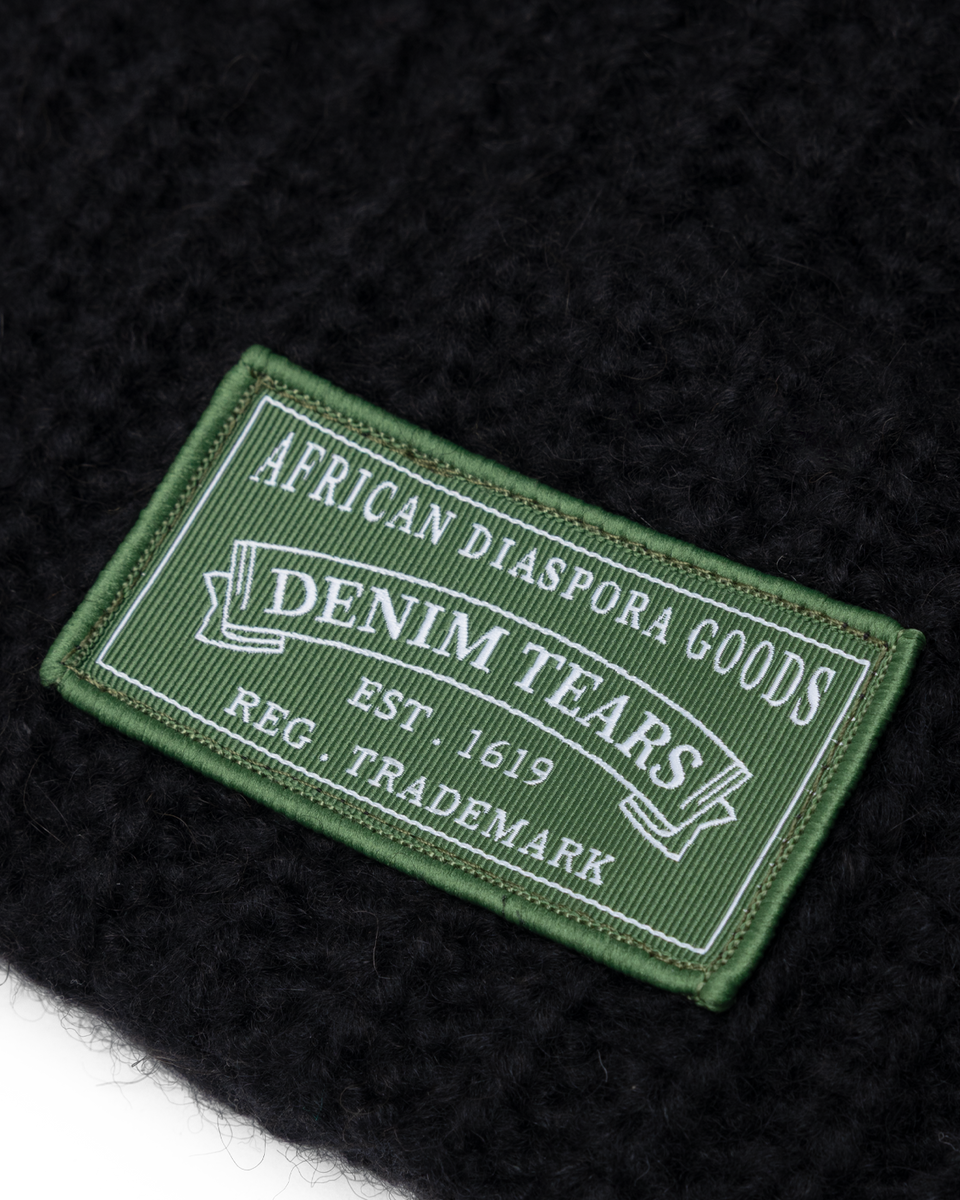 AFRICAN DIASPORA GOODS
DENIM TEARS
EST. 1619
REG. TRADEMARK